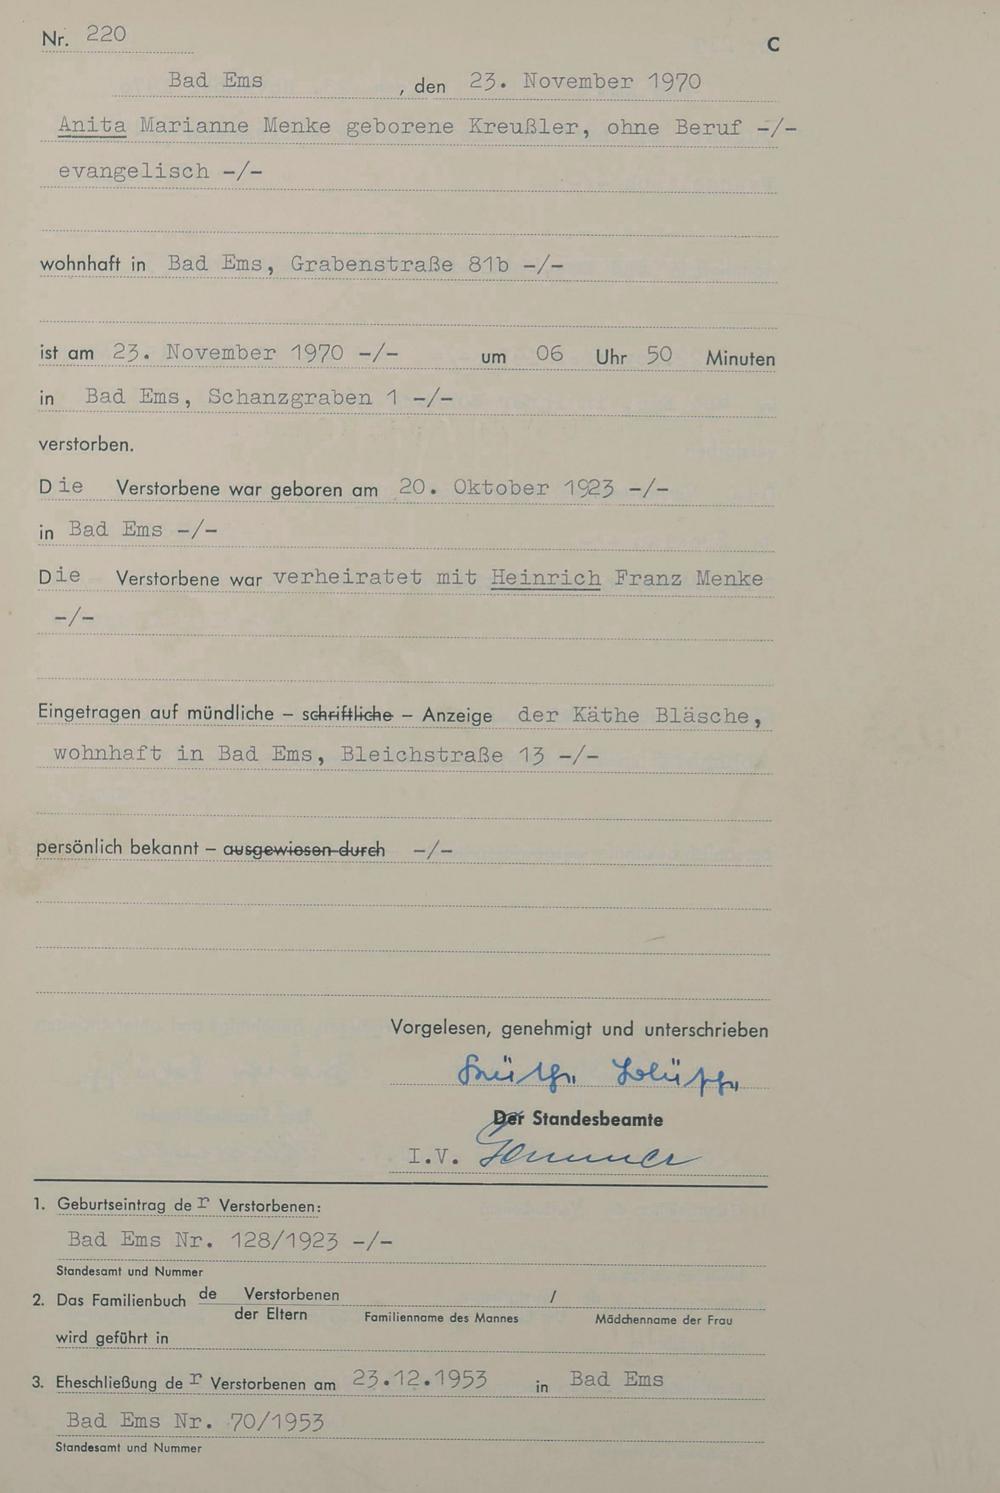 Nr. 220
C
Bad Ems , den 23. November 1970
Anita Marianne Menke geborene Kreußler, ohne Beruf -/-
evangelisch -/-
wohnhaft in Bad Ems, Grabenstraße 81b -/-
ist am 23. November 1970 -/- um 06 Uhr 50 Minuten
in Bad Ems, Schanzgraben 1 -/-
verstorben.
Die Verstorbene war geboren am 20. Oktober 1923 -/-
in Bad Ems -/-
Die Verstorbene war verheiratet mit Heinrich Franz Menke
-/-
Eingetragen auf mündliche – schriftliche – Anzeige der Käthe Bläsche,
wohnhaft in Bad Ems, Bleichstraße 13 -/-
persönlich bekannt – ausgewiesen durch -/-
Vorgelesen, genehmigt und unterschrieben
Käthe Bläsche
Der Standesbeamte
I.V.
1. Geburtseintrag der Verstorbenen:
Bad Ems Nr. 128/1923 -/-
Standesamt und Nummer
2. Das Familienbuch de Verstorbenen /
der Eltern Familienname des Mannes Mädchenname der Frau
wird geführt in
3. Eheschließung der Verstorbenen am 23.12.1953 in Bad Ems
Bad Ems Nr. 70/1953
Standesamt und Nummer